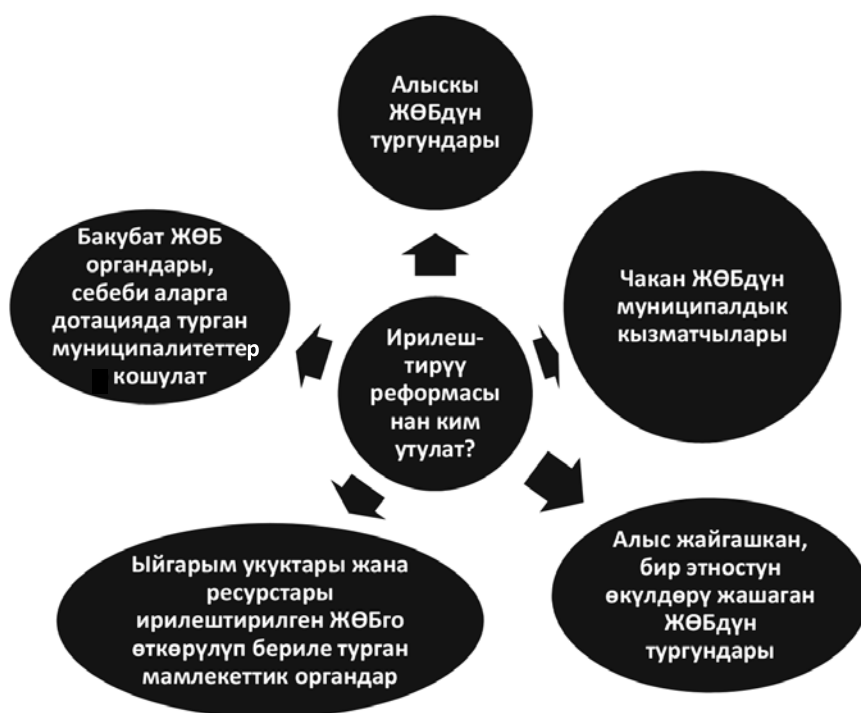 Алыскы
ЖӨБдүн
тургундары
Бакубат ЖӨБ
органдары,
себеби аларга
дотацияда турган
муниципалитеттер
кошулат
Чакан ЖӨБдүн
муниципалдык
кызматчылары
Ирилеш-
тирүү
реформасы
нан ким
утулат?
Ыйгарым укуктары жана
ресурстары
ирилештирилген ЖӨБго
өткөрүлүп бериле турган
мамлекеттик органдар
Алыс жайгашкан,
бир этностун
өкүлдөрү жашаган
ЖӨБдүн
тургундары